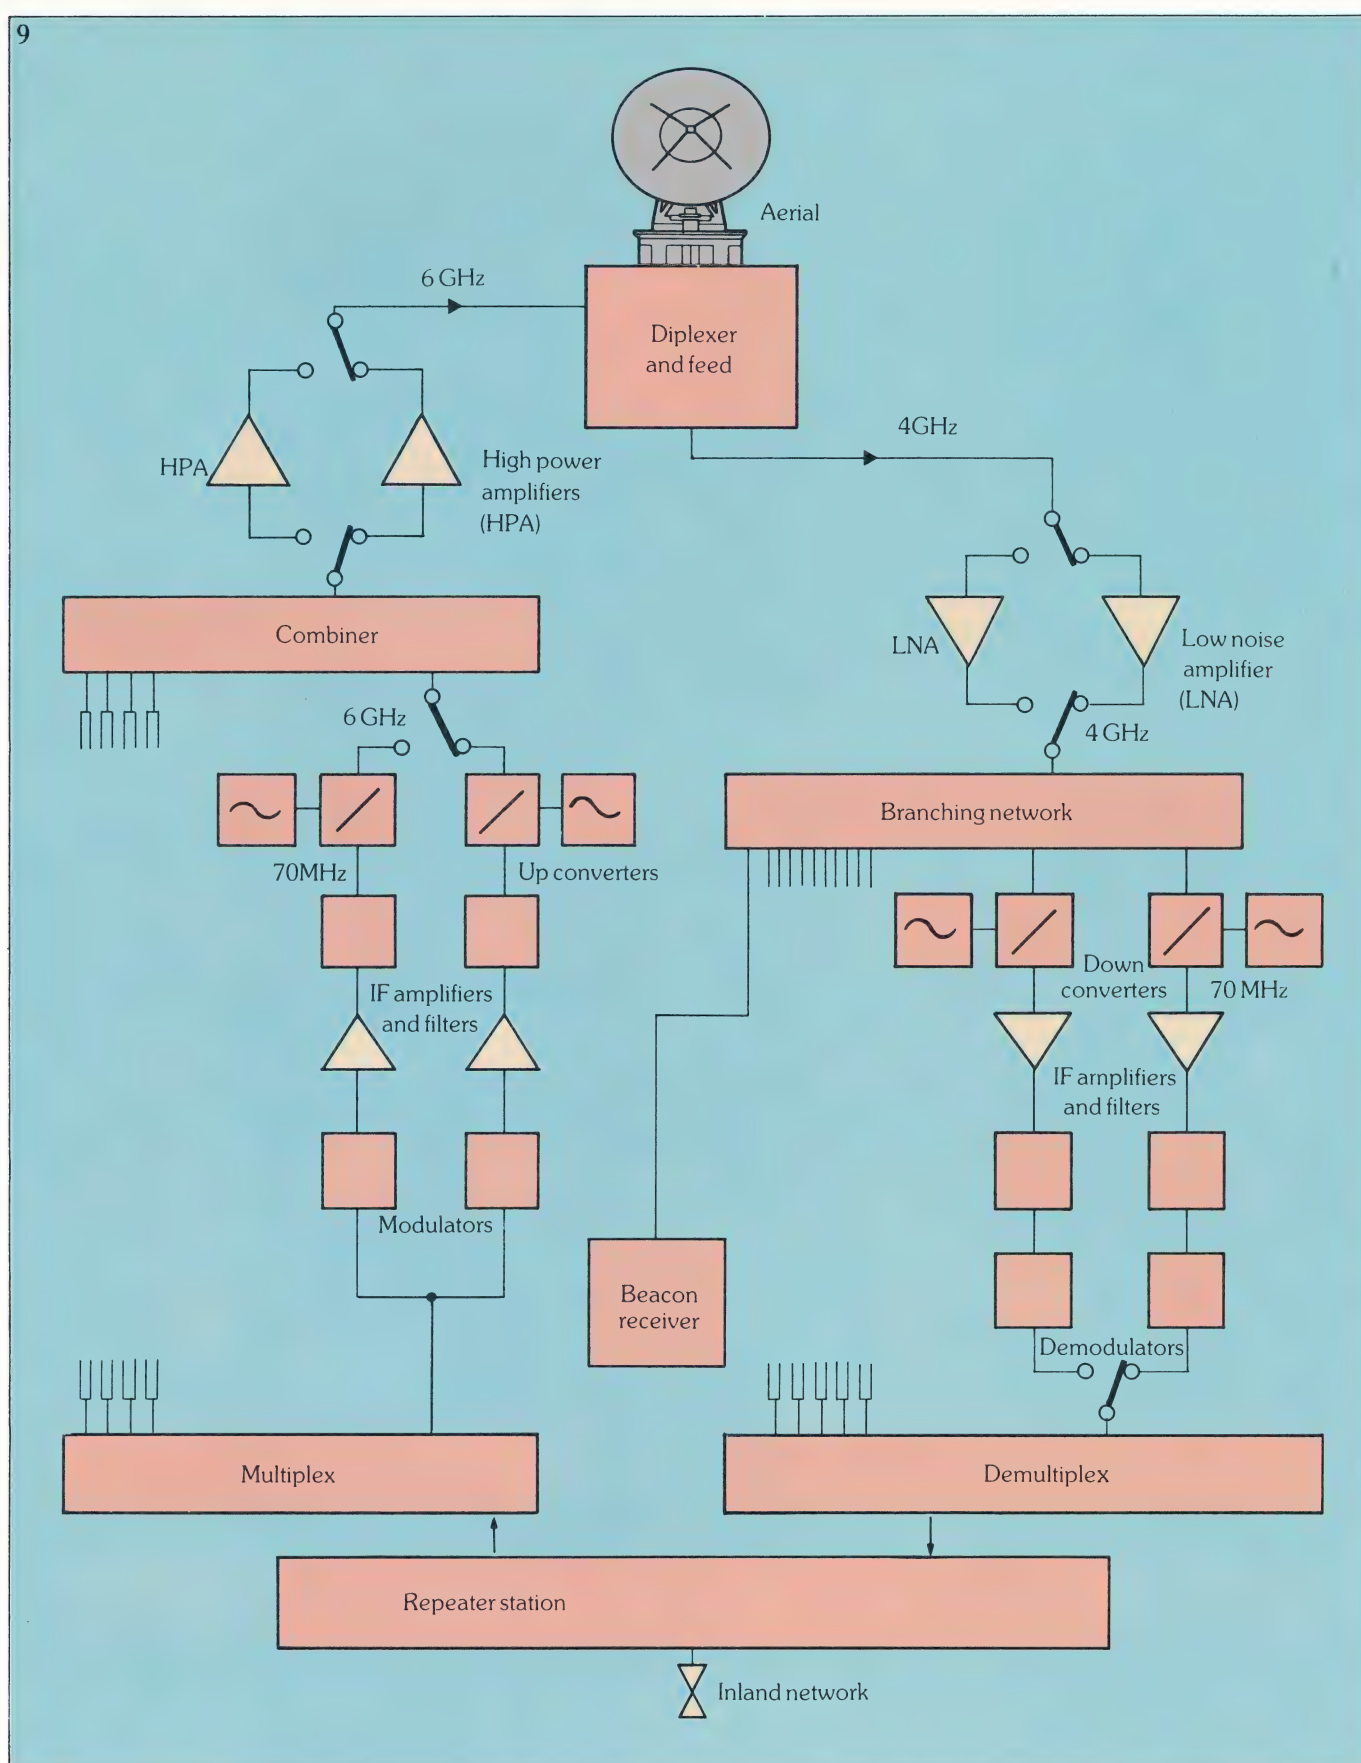 9
Aerial
6 GHz
Diplexer
and feed
4GHz
HPA
High power
amplifiers
(HPA)
Combiner
LNA
Low noise
amplifier
(LNA)
6 GHz
4 GHz
Branching network
70MHz
Up converters
Down
converters
70 MHz
IF amplifiers
and filters
IF amplifiers
and filters
Modulators
Beacon
receiver
Demodulators
Multiplex
Demultiplex
Repeater station
Inland network